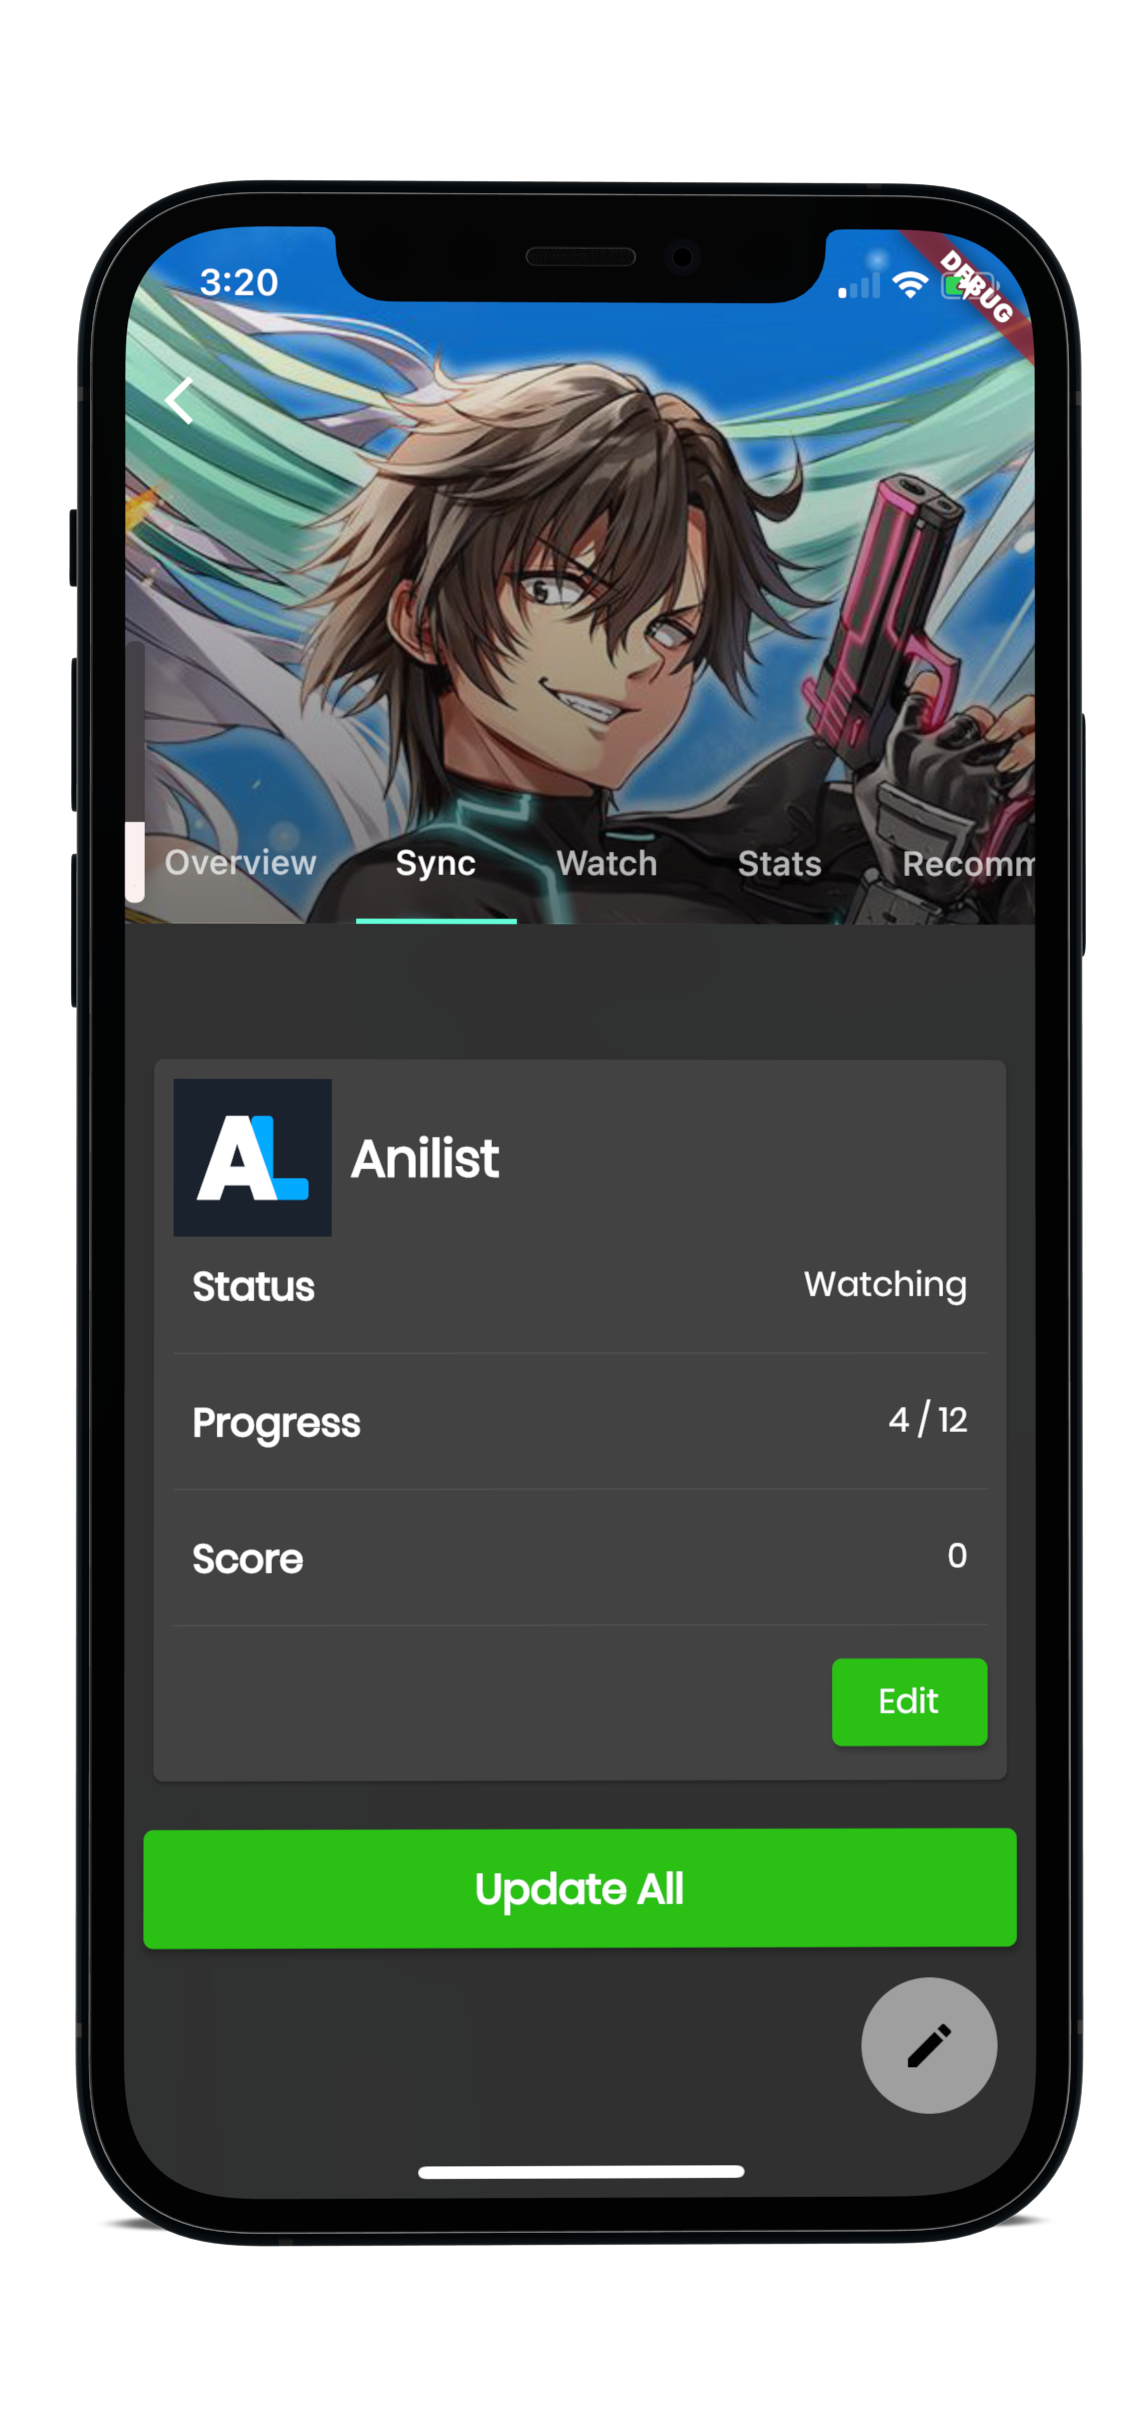 3:20
DEBUG
Overview Sync Watch Stats Recomm
AL Anilist
Status Watching
Progress 4 / 12
Score 0
Edit
Update All